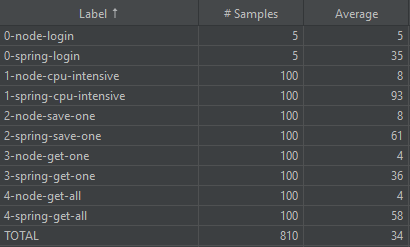 Label ↑ # Samples Average
0-node-login 5 5
0-spring-login 5 35
1-node-cpu-intensive 100 8
1-spring-cpu-intensive 100 93
2-node-save-one 100 8
2-spring-save-one 100 61
3-node-get-one 100 4
3-spring-get-one 100 36
4-node-get-all 100 4
4-spring-get-all 100 58
TOTAL 810 34